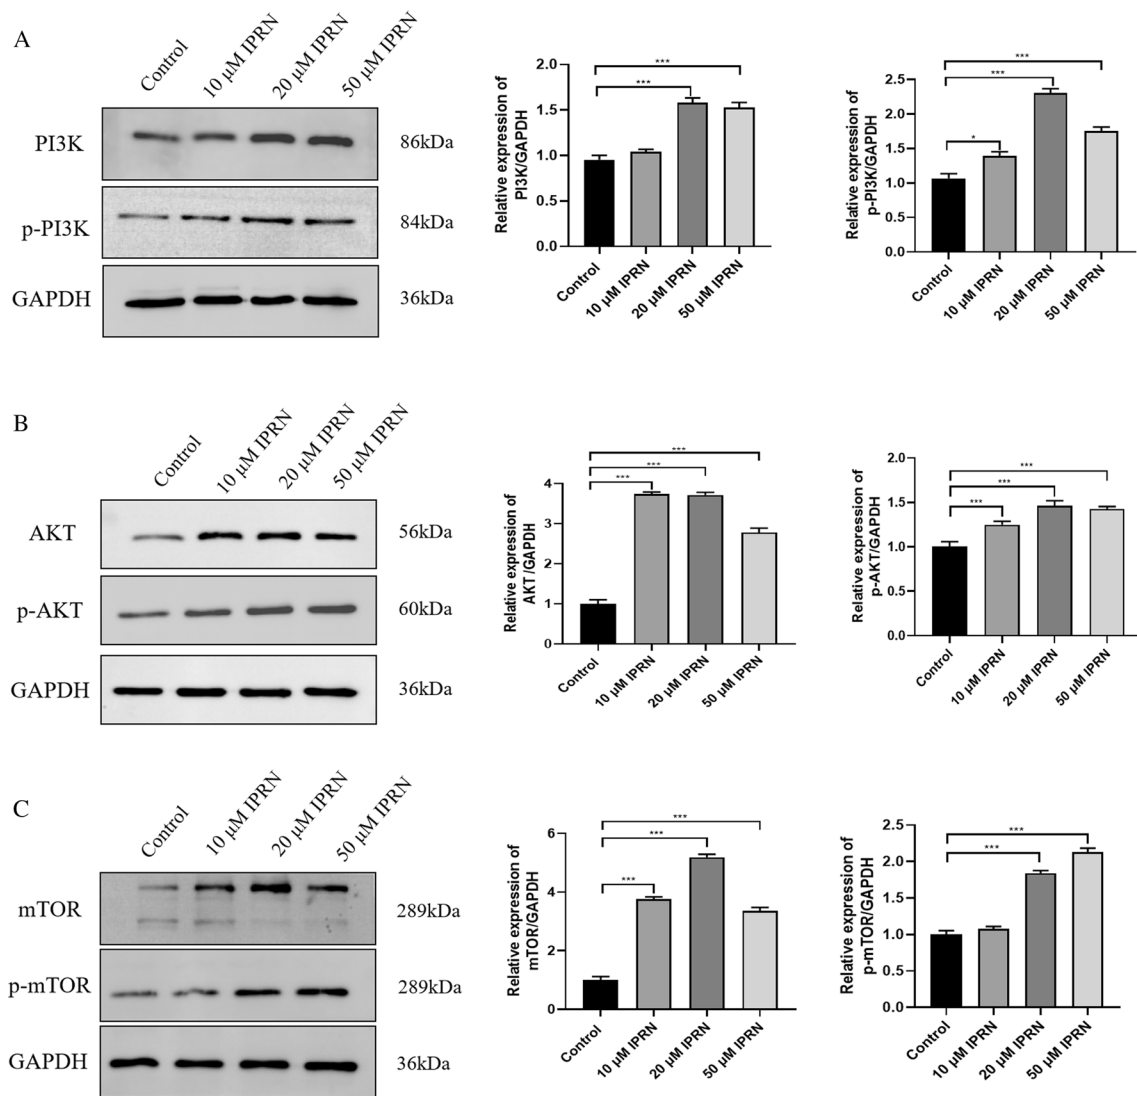 A
Control
10 µM IPRN
20 µM IPRN
50 µM IPRN
PI3K
86kDa
p-PI3K
84kDa
GAPDH
36kDa
Relative expression of
PI3K/GAPDH
2.0
1.5
1.0
0.5
0.0
***
***
Control
10 µM IPRN
20 µM IPRN
50 µM IPRN
Relative expression of
p-PI3K/GAPDH
2.5
2.0
1.5
1.0
0.5
0.0
***
***
*
Control
10 µM IPRN
20 µM IPRN
50 µM IPRN
B
Control
10 µM IPRN
20 µM IPRN
50 µM IPRN
AKT
56kDa
p-AKT
60kDa
GAPDH
36kDa
Relative expression of
AKT/GAPDH
4
3
2
1
0
***
***
***
Control
10 µM IPRN
20 µM IPRN
50 µM IPRN
Relative expression of
p-AKT/GAPDH
2.0
1.5
1.0
0.5
0.0
***
***
***
Control
10 µM IPRN
20 µM IPRN
50 µM IPRN
C
Control
10 µM IPRN
20 µM IPRN
50 µM IPRN
mTOR
289kDa
p-mTOR
289kDa
GAPDH
36kDa
Relative expression of
mTOR/GAPDH
6
4
2
0
***
***
***
Control
10 µM IPRN
20 µM IPRN
50 µM IPRN
Relative expression of
p-mTOR/GAPDH
2.5
2.0
1.5
1.0
0.5
0.0
***
***
Control
10 µM IPRN
20 µM IPRN
50 µM IPRN